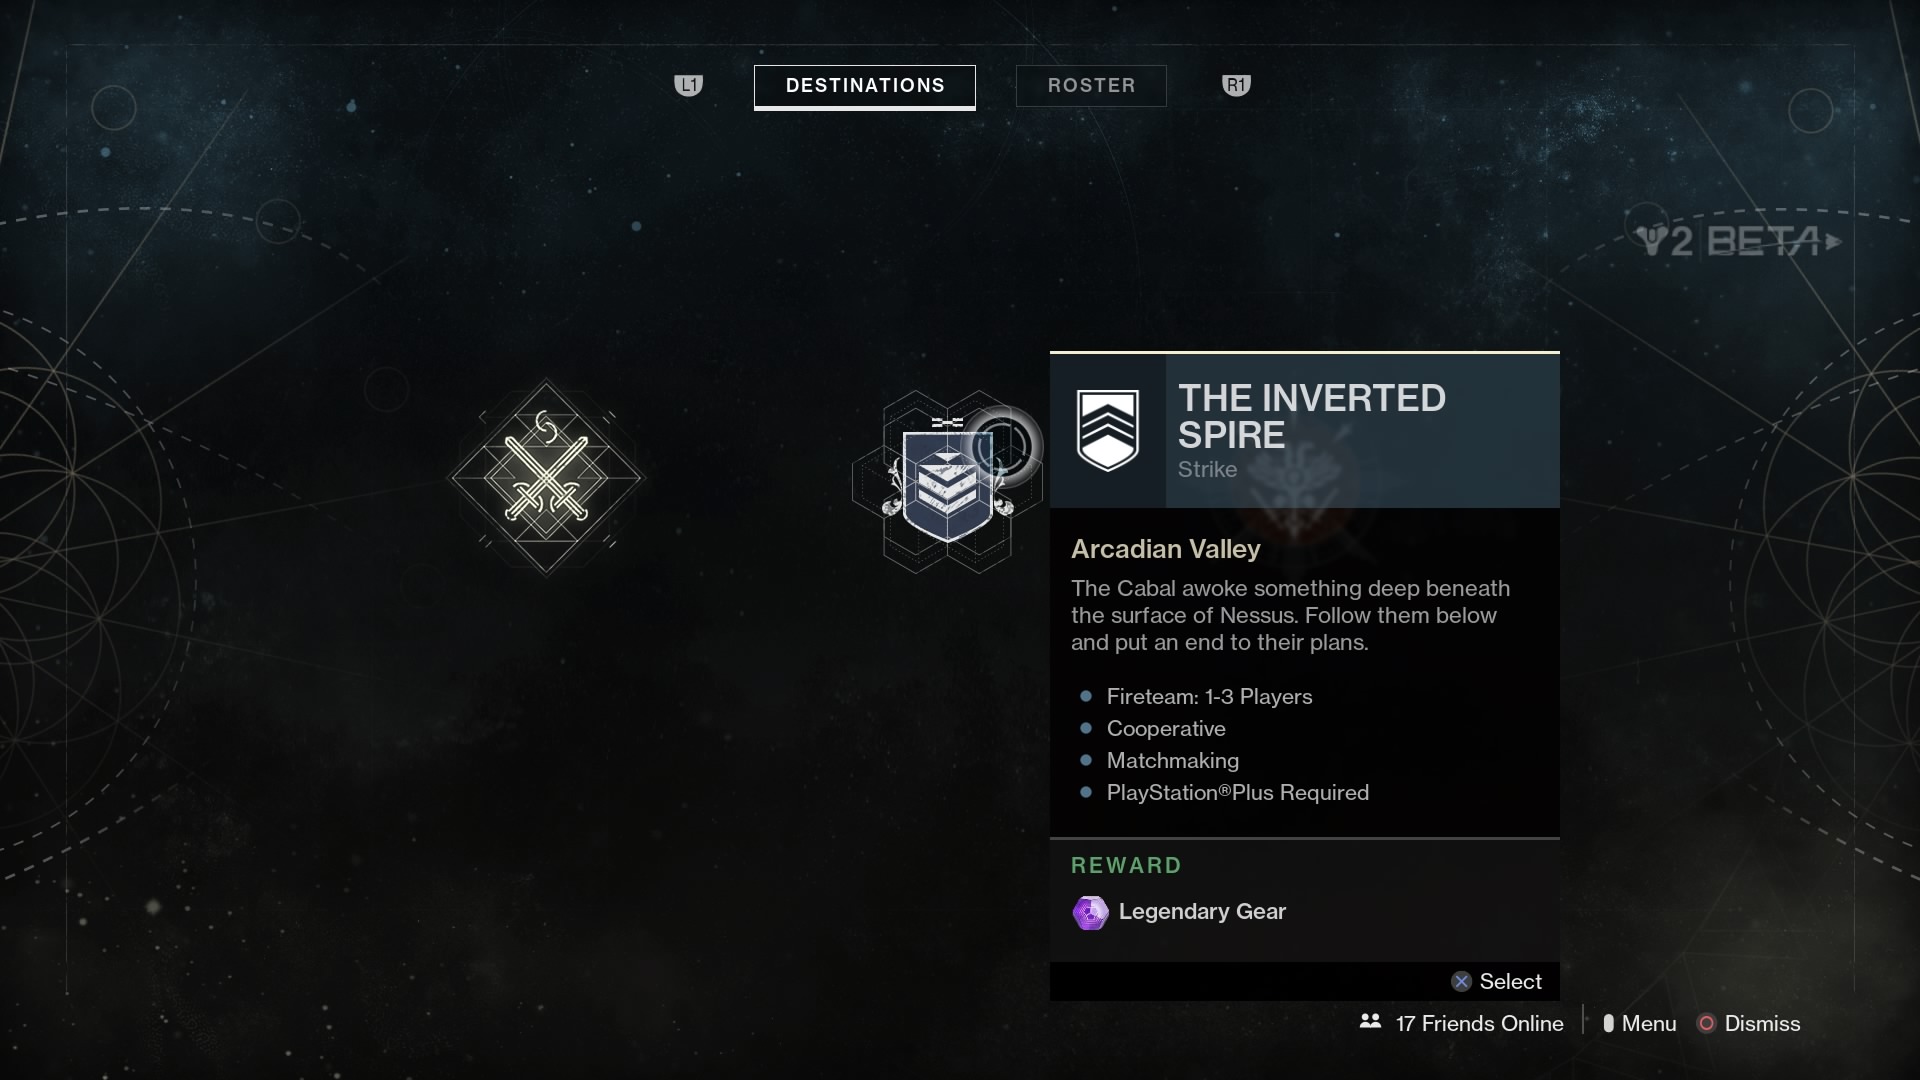 L1
DESTINATIONS
ROSTER
R1
2 BETA
THE INVERTED
SPIRE
Strike
Arcadian Valley
The Cabal awoke something deep beneath
the surface of Nessus. Follow them below
and put an end to their plans.
Fireteam: 1-3 Players
Cooperative
Matchmaking
PlayStation®Plus Required
REWARD
Legendary Gear
Select
17 Friends Online
Menu
Dismiss